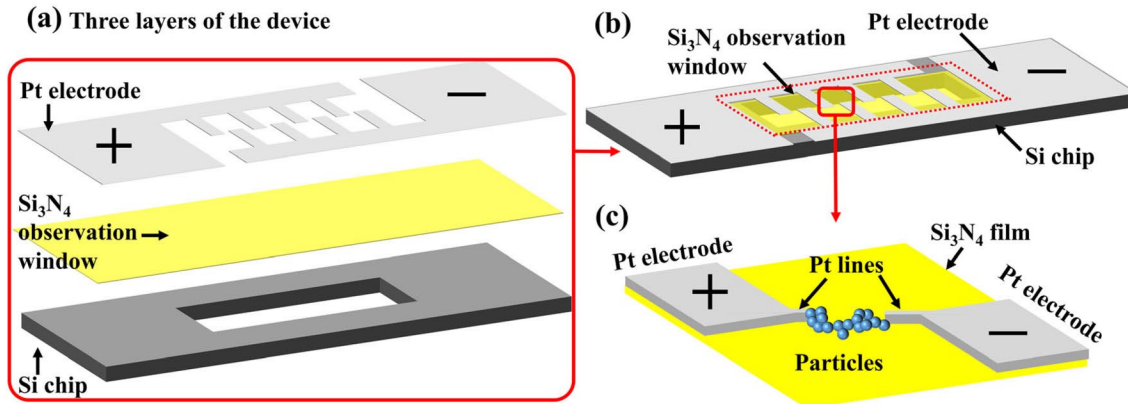 (a) Three layers of the device
Pt electrode
+
−
Si₃N₄
observation
window
Si chip
(b)
Si₃N₄ observation
window
Pt electrode
+
−
Si chip
(c)
Pt electrode
Pt lines
Si₃N₄ film
Pt electrode
+
−
Particles